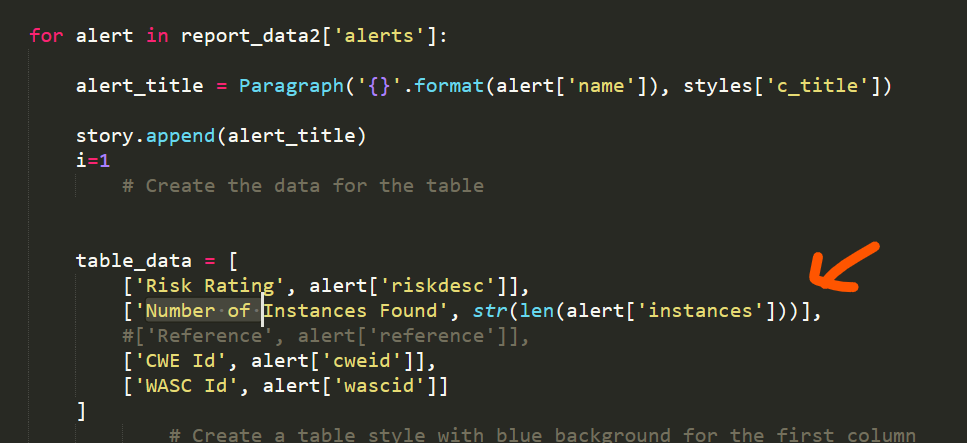 for alert in report_data2['alerts']:
alert_title = Paragraph('{}'.format(alert['name']), styles['c_title'])
story.append(alert_title)
i=1
# Create the data for the table
table_data = [
['Risk Rating', alert['riskdesc']],
['Number of Instances Found', str(len(alert['instances']))],
#['Reference', alert['reference']],
['CWE Id', alert['cweid']],
['WASC Id', alert['wascid']]
]
# Create a table style with blue background for the first column